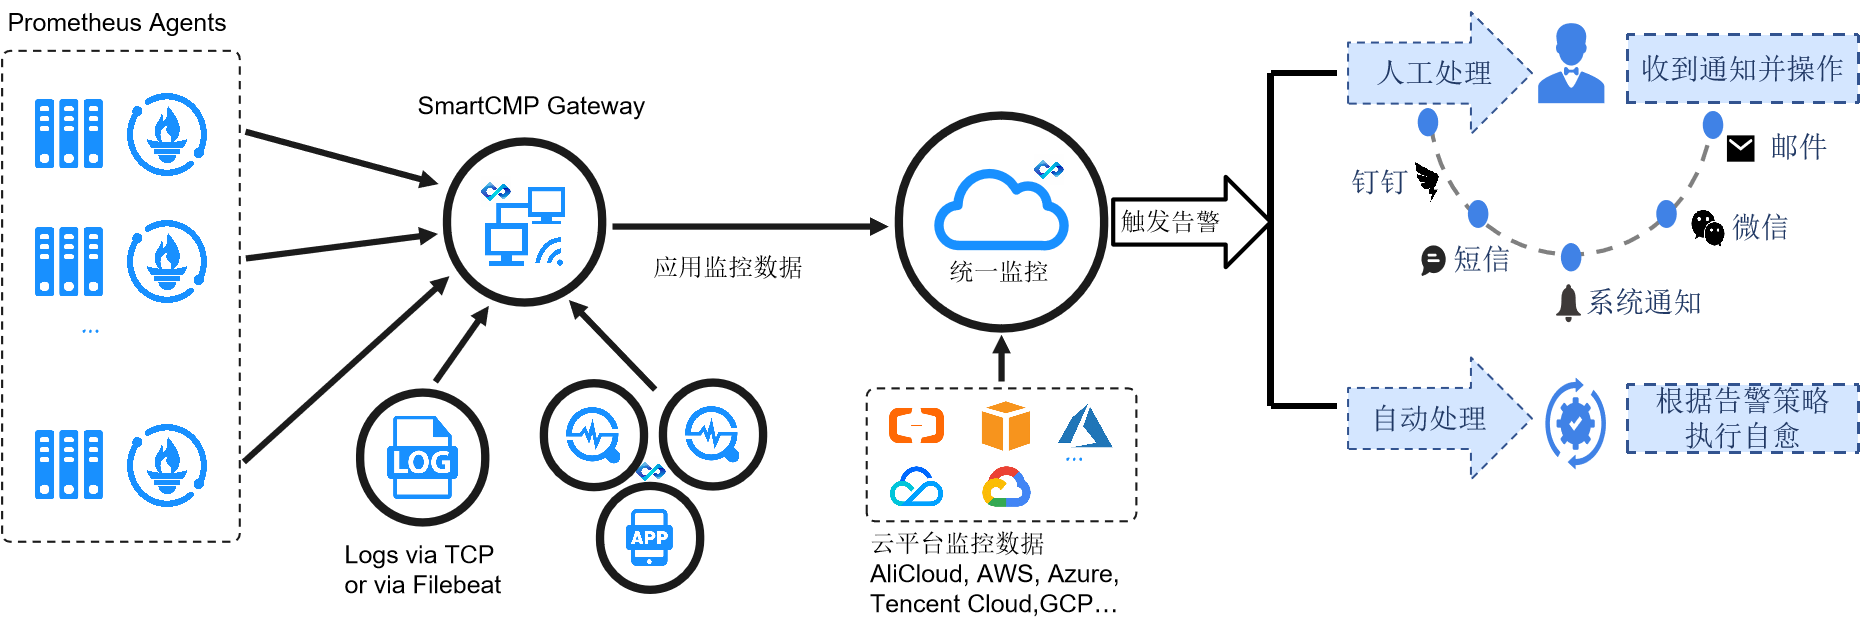 Prometheus Agents
...
SmartCMP Gateway
LOG
Logs via TCP
or via Filebeat
APP
应用监控数据
统一监控
...
云平台监控数据
AliCloud, AWS, Azure,
Tencent Cloud,GCP…
触发告警
人工处理
收到通知并操作
钉钉
短信
系统通知
微信
邮件
自动处理
根据告警策略
执行自愈